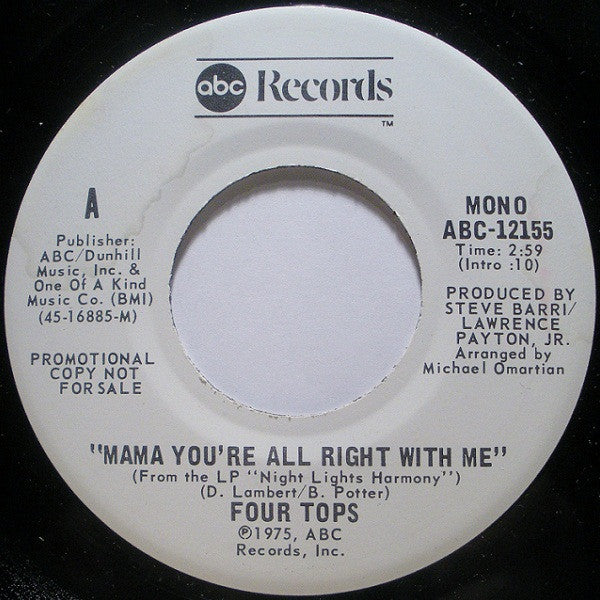 abc Records
TM
A
Publisher:
ABC/Dunhill
Music, Inc. &
One Of A Kind
Music Co. (BMI)
(45-16885-M)
PROMOTIONAL
COPY NOT
FOR SALE
MONO
ABC-12155
Time: 2:59
(Intro :10)
PRODUCED BY
STEVE BARRI/
LAWRENCE
PAYTON, JR.
Arranged by
Michael Omartian
"MAMA YOU'RE ALL RIGHT WITH ME"
(From the LP "Night Lights Harmony")
(D. Lambert/B. Potter)
FOUR TOPS
℗1975, ABC
Records, Inc.